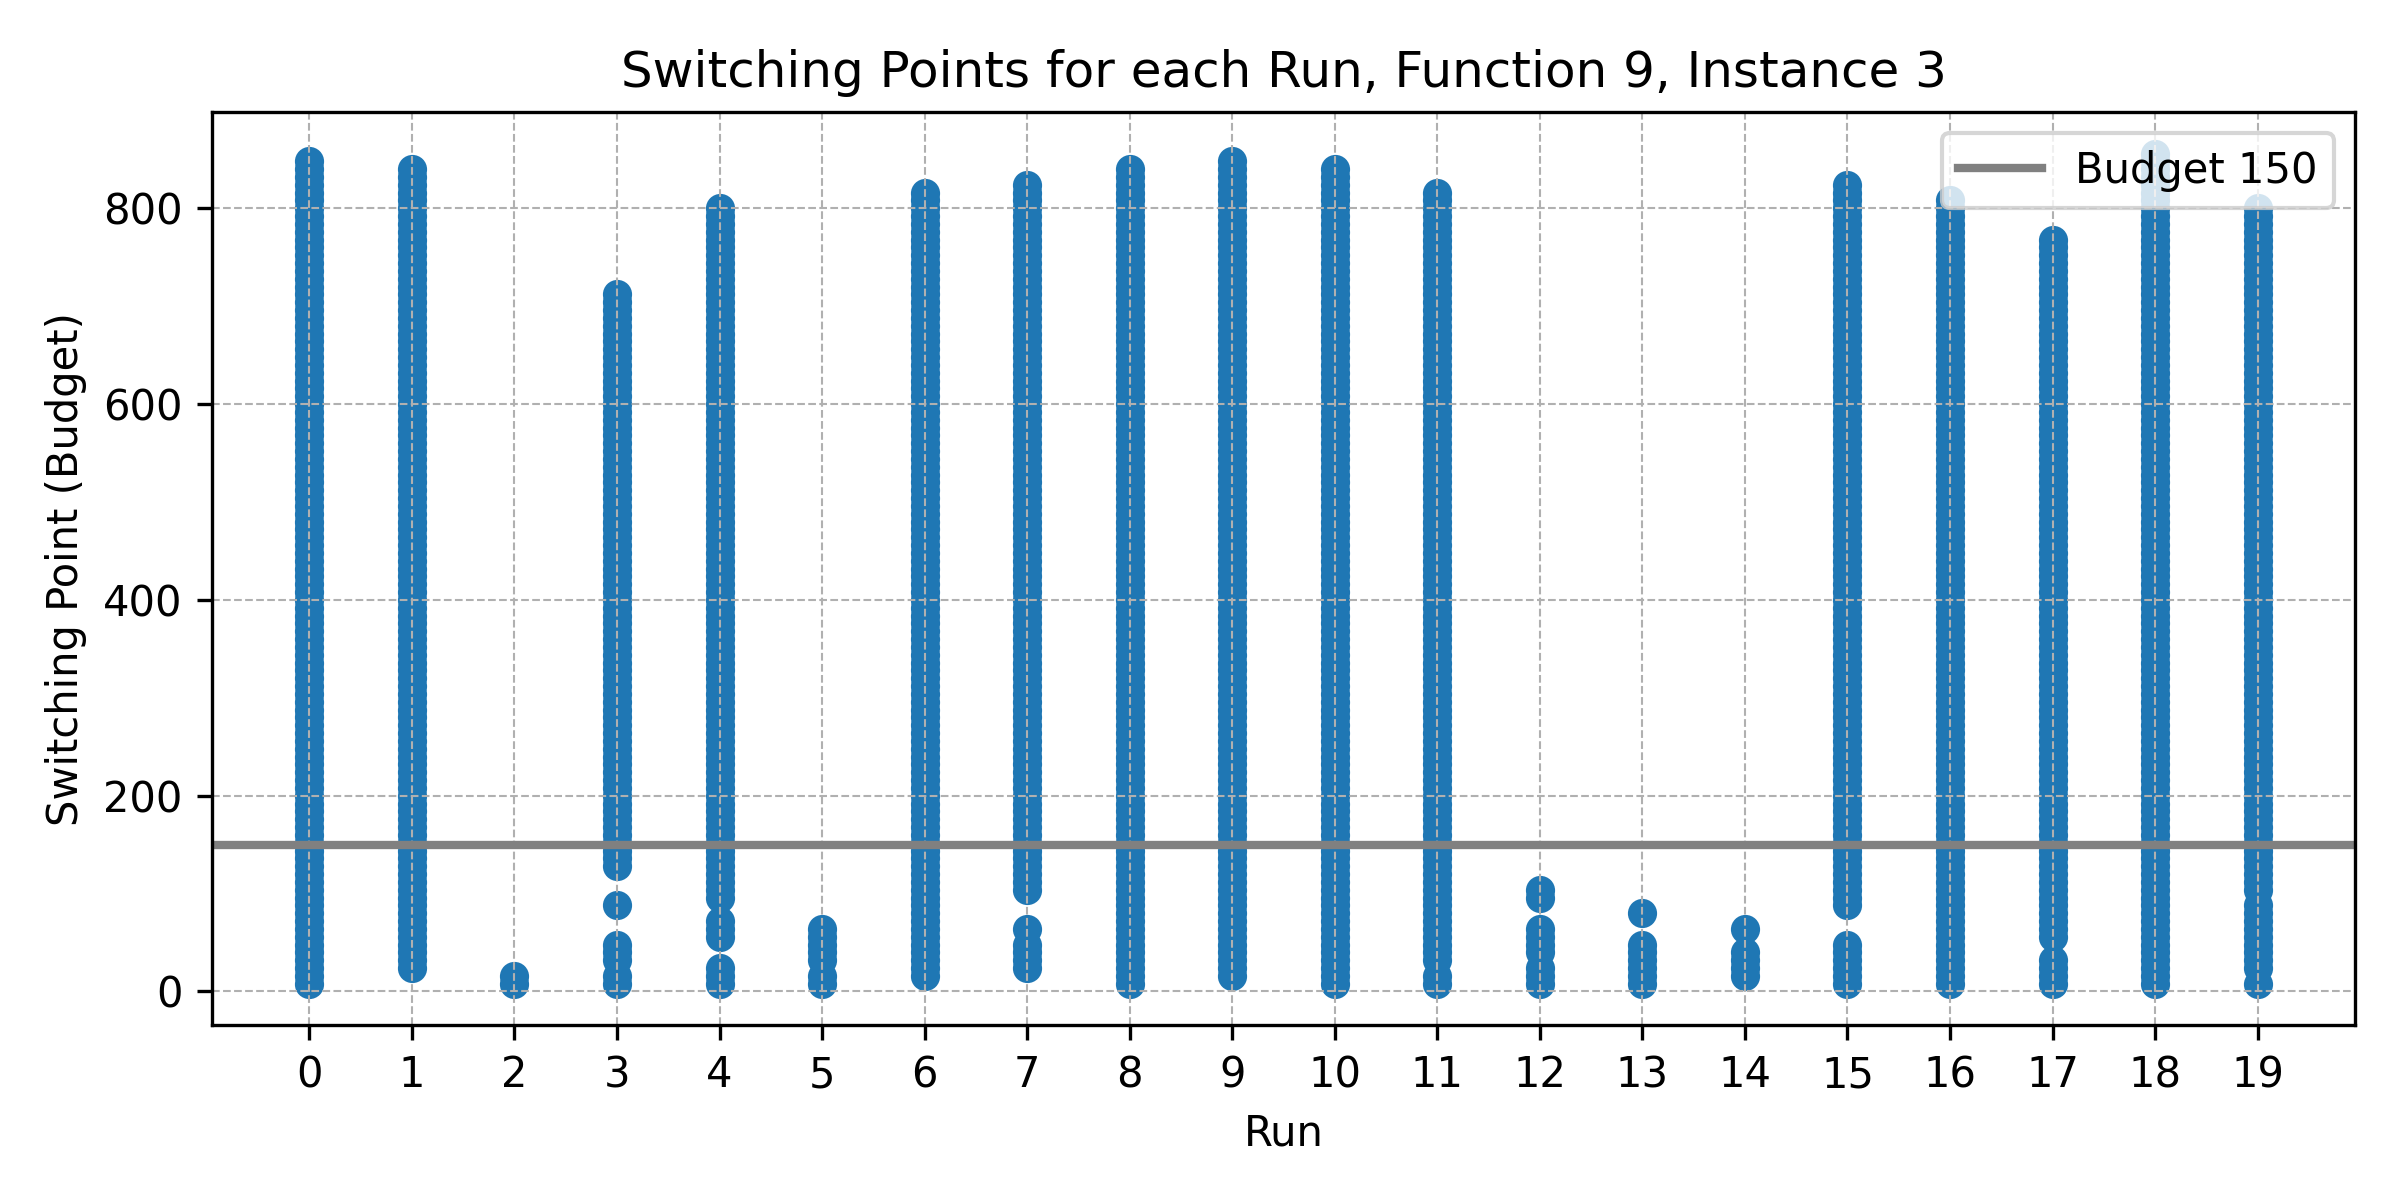 Switching Points for each Run, Function 9, Instance 3
Budget 150
Switching Point (Budget)
800
600
400
200
0
0 1 2 3 4 5 6 7 8 9 10 11 12 13 14 15 16 17 18 19
Run